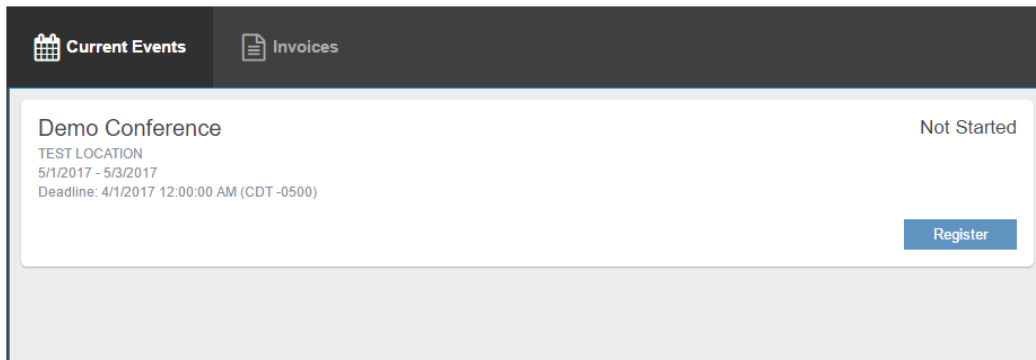 Current Events
Invoices
Demo Conference
Not Started
TEST LOCATION
5/1/2017 - 5/3/2017
Deadline: 4/1/2017 12:00:00 AM (CDT -0500)
Register